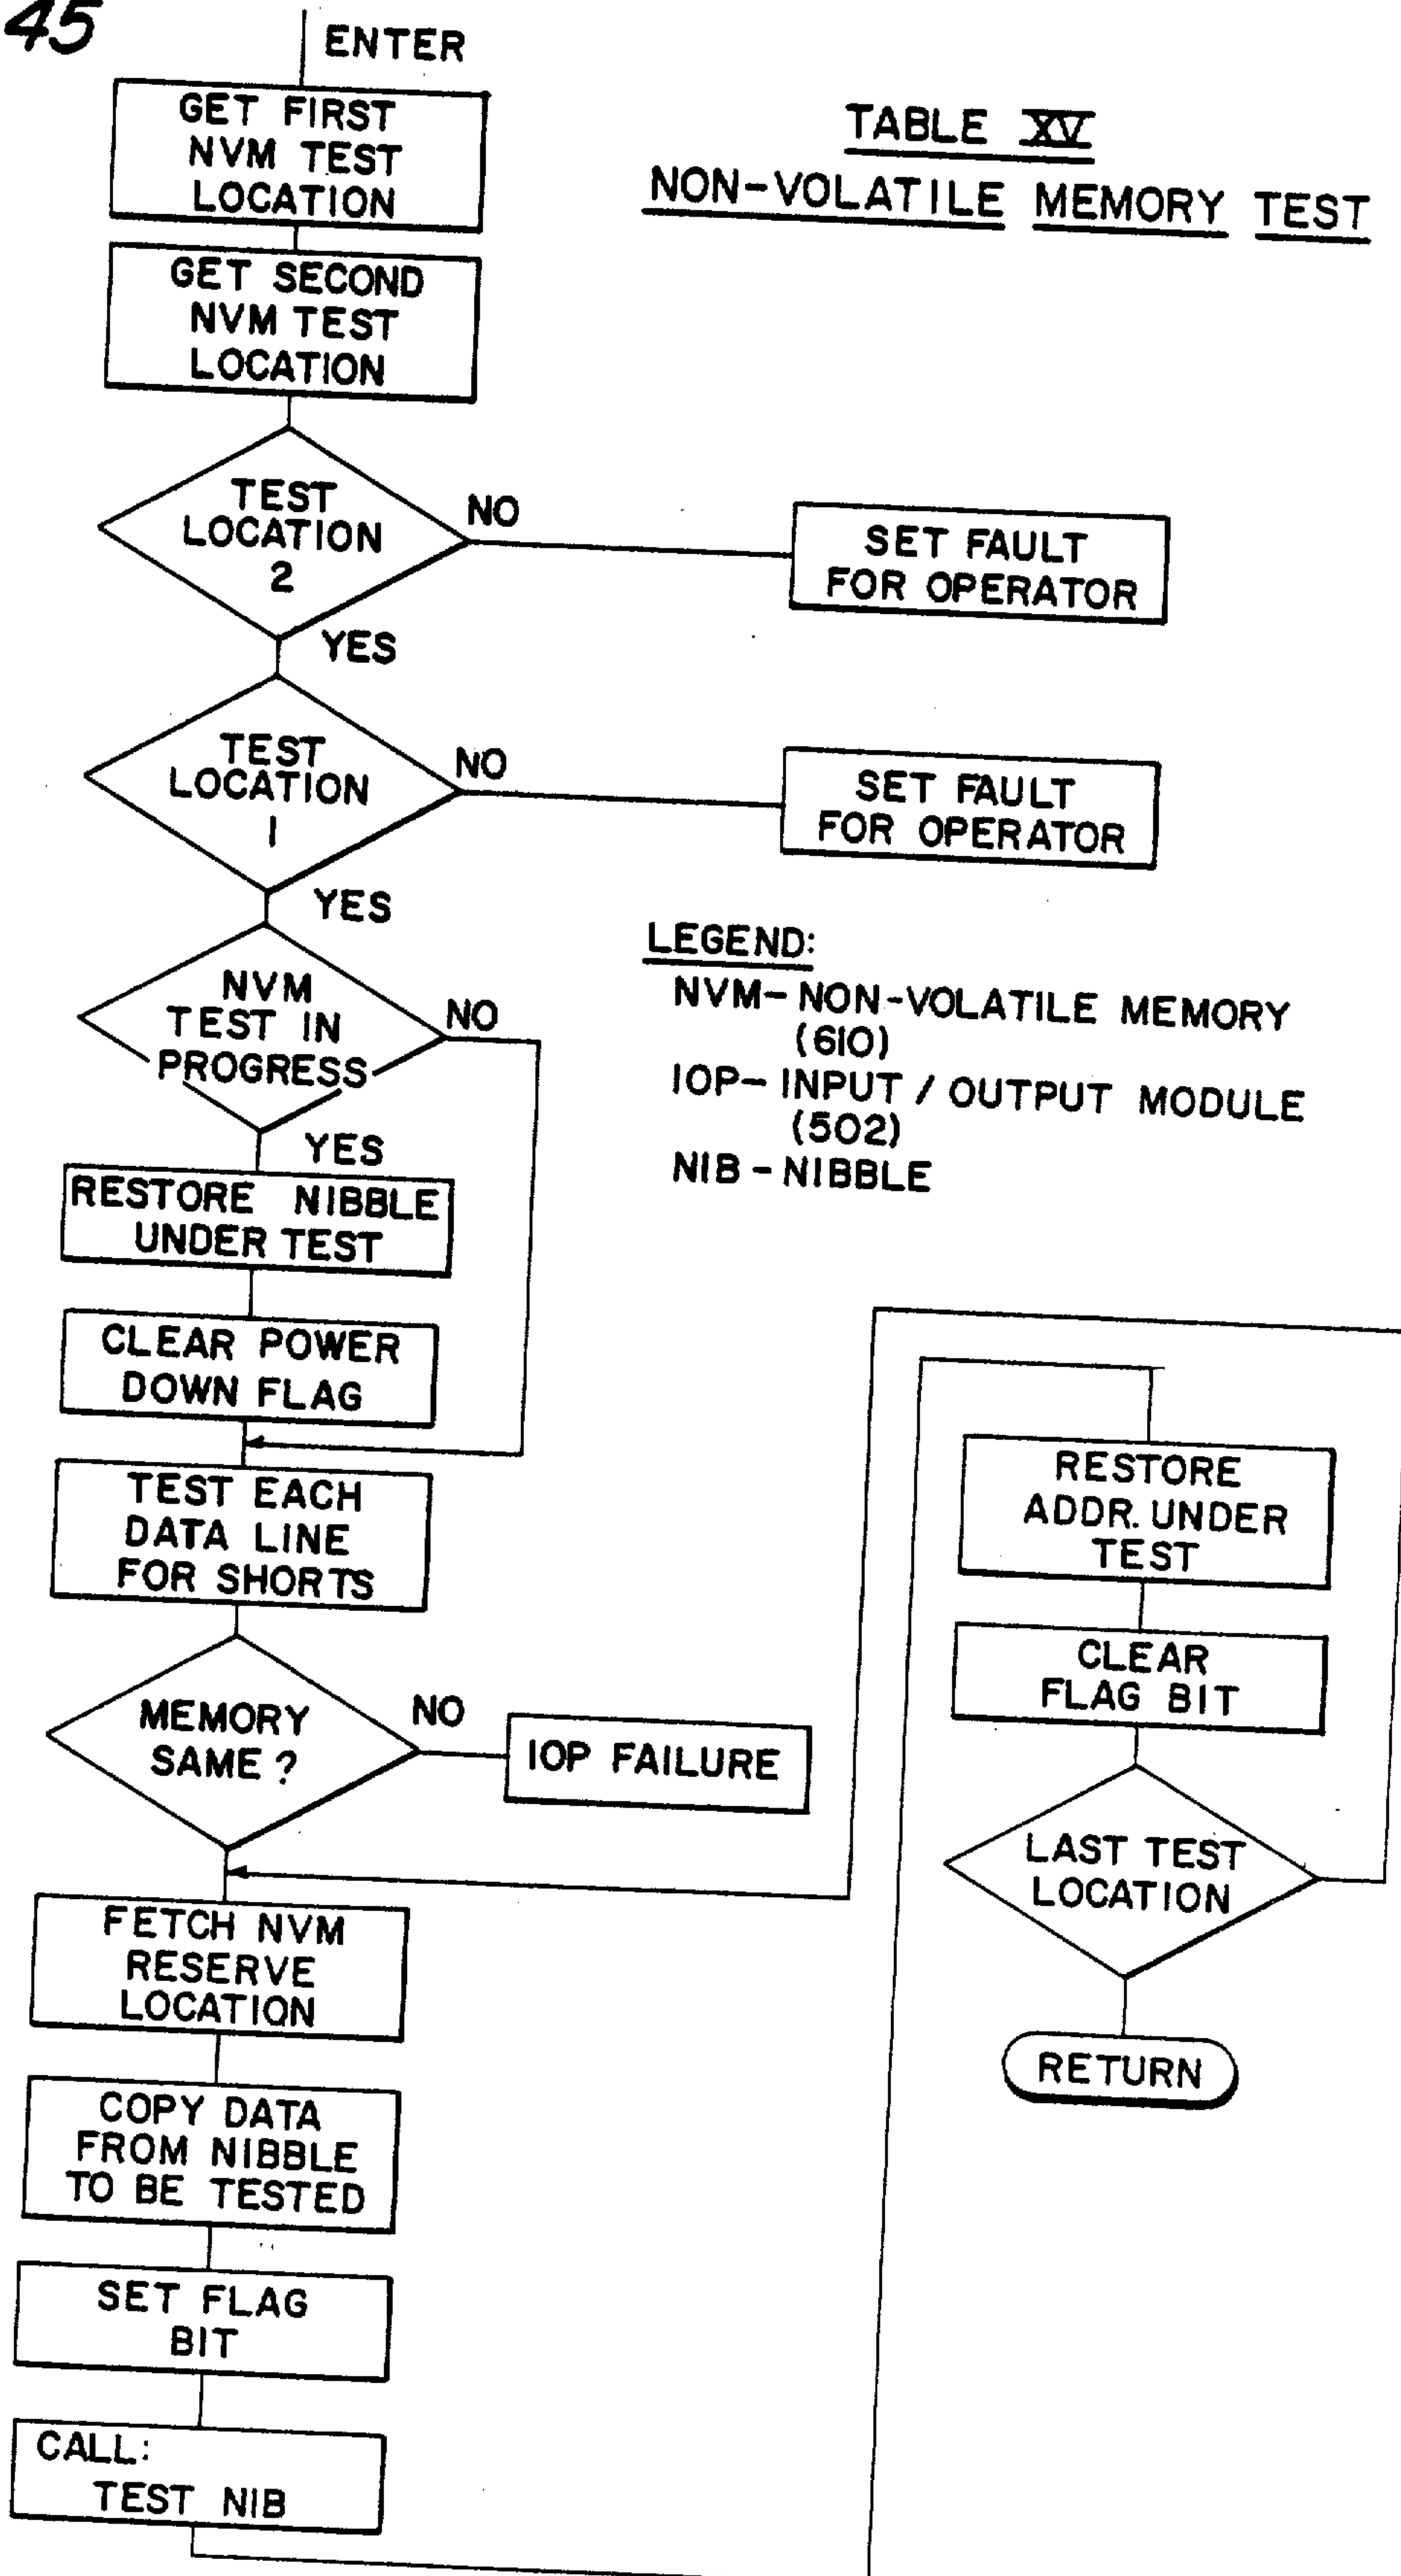 45
ENTER
TABLE XV
NON-VOLATILE MEMORY TEST
GET FIRST
NVM TEST
LOCATION
GET SECOND
NVM TEST
LOCATION
TEST
LOCATION
2
NO
SET FAULT
FOR OPERATOR
YES
TEST
LOCATION
1
NO
SET FAULT
FOR OPERATOR
YES
LEGEND:
NVM-NON-VOLATILE MEMORY
(610)
IOP-INPUT / OUTPUT MODULE
(502)
NIB-NIBBLE
NVM
TEST IN
PROGRESS
NO
YES
RESTORE NIBBLE
UNDER TEST
CLEAR POWER
DOWN FLAG
TEST EACH
DATA LINE
FOR SHORTS
MEMORY
SAME?
NO
IOP FAILURE
FETCH NVM
RESERVE
LOCATION
COPY DATA
FROM NIBBLE
TO BE TESTED
SET FLAG
BIT
CALL:
TEST NIB
RESTORE
ADDR. UNDER
TEST
CLEAR
FLAG BIT
LAST TEST
LOCATION
RETURN